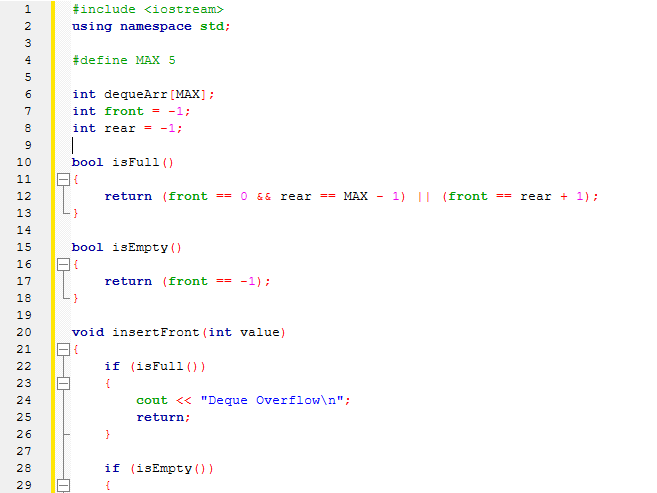 1 #include <iostream>
2 using namespace std;
3
4 #define MAX 5
5
6 int dequeArr[MAX];
7 int front = -1;
8 int rear = -1;
9
10 bool isFull()
11 {
12     return (front == 0 && rear == MAX - 1) || (front == rear + 1);
13 }
14
15 bool isEmpty()
16 {
17     return (front == -1);
18 }
19
20 void insertFront(int value)
21 {
22     if (isFull())
23     {
24         cout << "Deque Overflow\n";
25         return;
26     }
27
28     if (isEmpty())
29     {